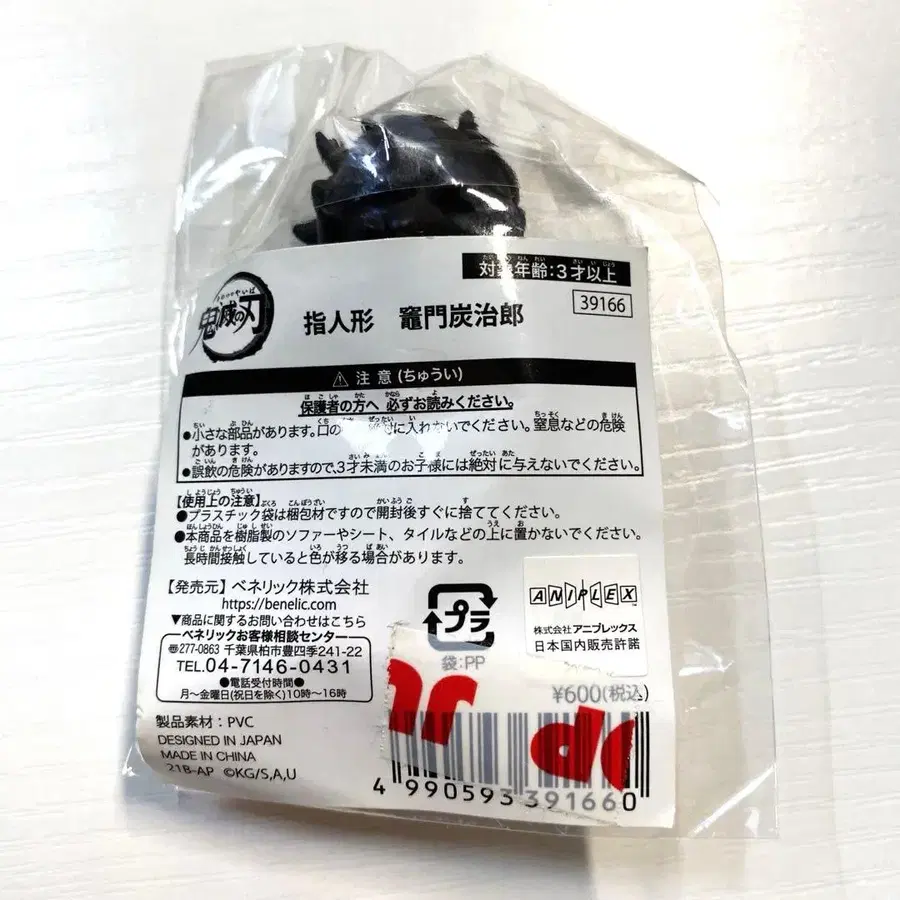 対象年齢:3才以上
39166
鬼滅の刃
指人形 竈門炭治郎
⚠注意(ちゅうい)
保護者の方へ 必ずお読みください。
●小さな部品があります。口の 絶対に入れないでください。窒息などの危険
があります。
●誤飲の危険がありますので、3才未満のお子様には絶対に与えないでください。
【使用上の注意】
●プラスチック袋は梱包材ですので開封後すぐに捨ててください。
●本商品を樹脂製のソファーやシート、タイルなどの上に置かないでください。
長時間接触していると色が移る場合があります。
【発売元】ベネリック株式会社
https://benelic.com
▼商品に関するお問い合わせはこちら
ベネリックお客様相談センター
〠277-0863 千葉県柏市豊四季241-22
TEL.04-7146-0431
●電話受付時間●
月~金曜日(祝日を除く)10時~16時
製品素材:PVC
DESIGNED IN JAPAN
MADE IN CHINA
21B-AP ©KG/S,A,U
プラ
袋:PP
ANIPLEX
株式会社アニプレックス
日本国内販売許諾
¥600(税込)
4 990593 391660